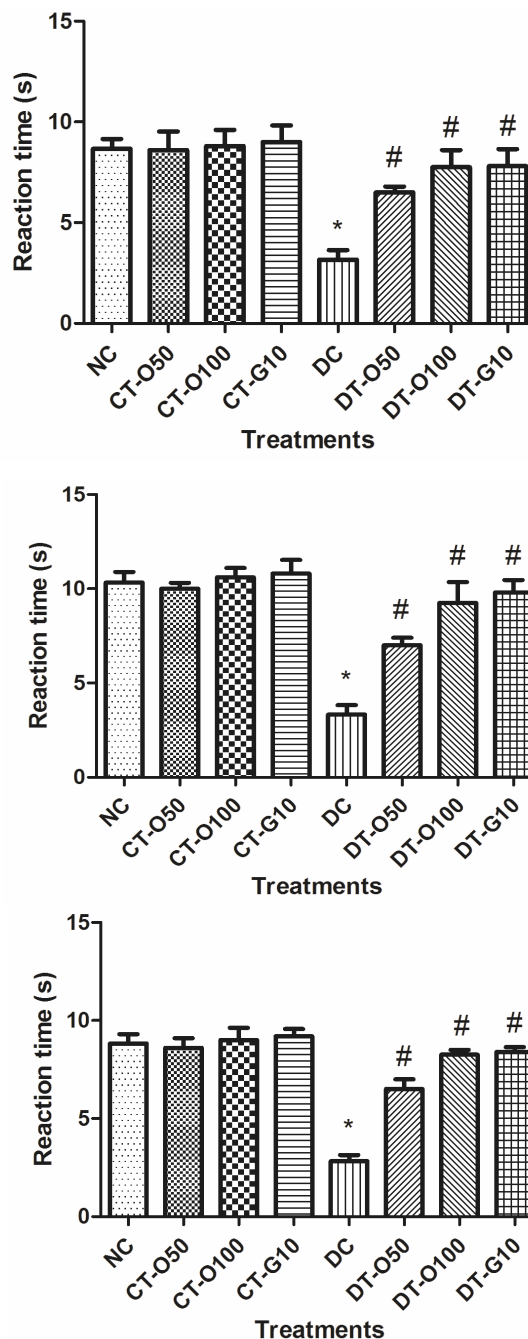 15
Reaction time (s)
10
5
0
*
#
#
#
NC
CT-O50
CT-O100
CT-G10
DC
DT-O50
DT-O100
DT-G10
Treatments
15
Reaction time (s)
10
5
0
*
#
#
#
NC
CT-O50
CT-O100
CT-G10
DC
DT-O50
DT-O100
DT-G10
Treatments
15
Reaction time (s)
10
5
0
*
#
#
#
NC
CT-O50
CT-O100
CT-G10
DC
DT-O50
DT-O100
DT-G10
Treatments